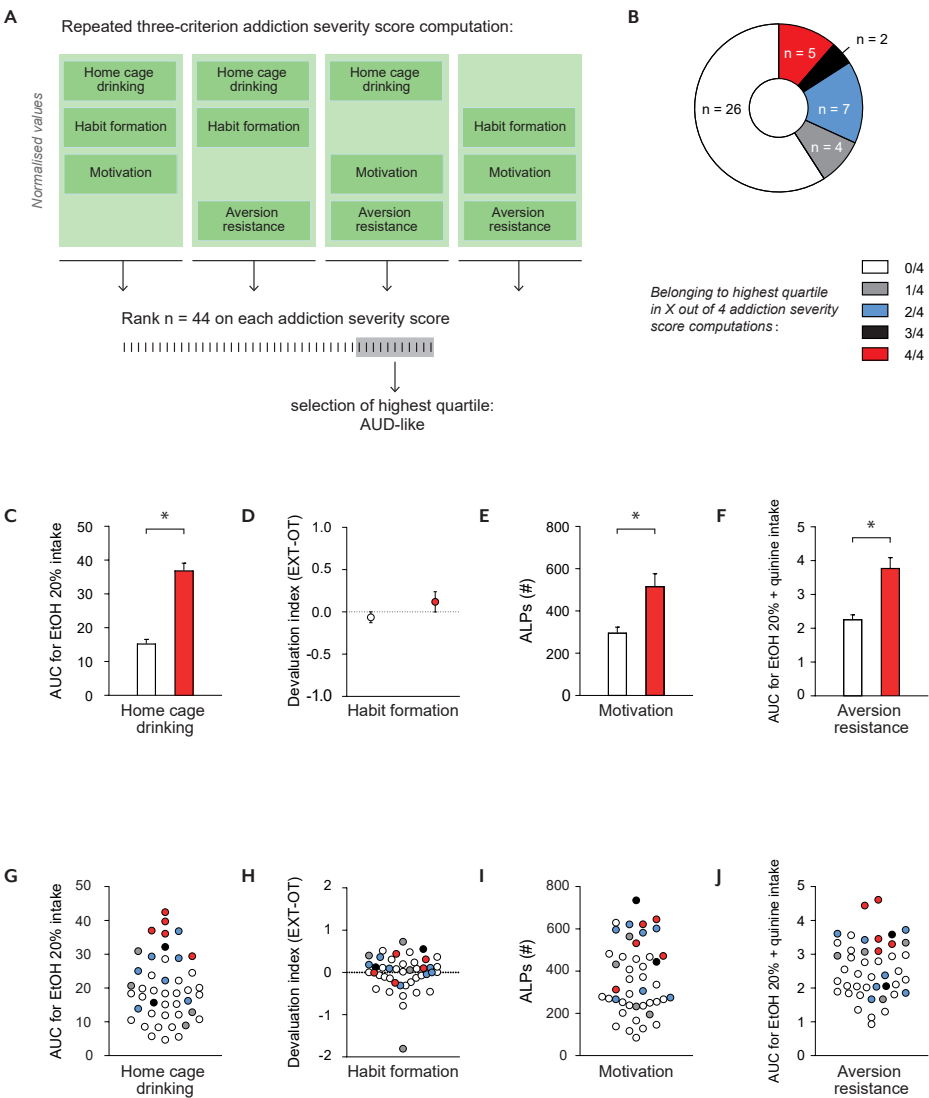 A
Repeated three-criterion addiction severity score computation:
Normalised values
Home cage
drinking
Habit formation
Motivation
Home cage
drinking
Habit formation
Aversion
resistance
Home cage
drinking
Motivation
Aversion
resistance
Habit formation
Motivation
Aversion
resistance
Rank n = 44 on each addiction severity score
selection of highest quartile:
AUD-like
B
n = 5
n = 2
n = 26
n = 7
n = 4
Belonging to highest quartile
in X out of 4 addiction severity
score computations :
0/4
1/4
2/4
3/4
4/4
C
AUC for EtOH 20% intake
50
40
30
20
10
0
*
Home cage
drinking
D
Devaluation index (EXT-OT)
1.0
0.5
0.0
-0.5
-1.0
Habit formation
E
ALPs (#)
800
600
400
200
0
*
Motivation
F
AUC for EtOH 20% + quinine intake
5
4
3
2
1
0
*
Aversion
resistance
G
AUC for EtOH 20% intake
50
40
30
20
10
0
Home cage
drinking
H
Devaluation index (EXT-OT)
2
1
0
-1
-2
Habit formation
I
ALPs (#)
800
600
400
200
0
Motivation
J
AUC for EtOH 20% + quinine intake
5
4
3
2
1
0
Aversion
resistance